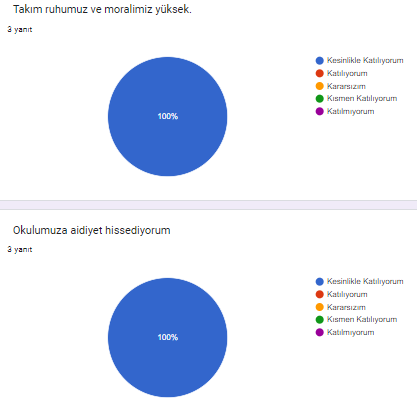 Takım ruhumuz ve moralimiz yüksek.
3 yanıt
100%
Kesinlikle Katılıyorum
Katılıyorum
Kararsızım
Kısmen Katılıyorum
Katılmıyorum
Okulumuza aidiyet hissediyorum
3 yanıt
100%
Kesinlikle Katılıyorum
Katılıyorum
Kararsızım
Kısmen Katılıyorum
Katılmıyorum